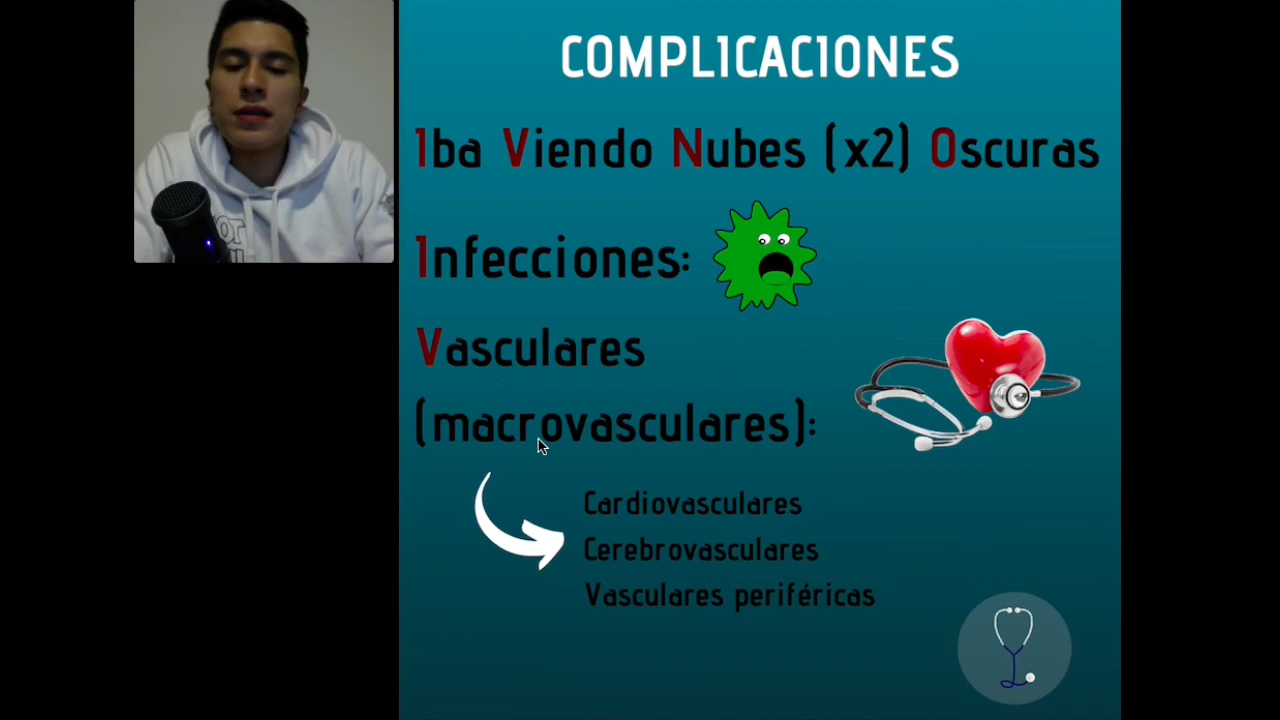 COMPLICACIONES
Iba Viendo Nubes (x2) Oscuras
Infecciones:
Vasculares
(macrovasculares):
Cardiovasculares
Cerebrovasculares
Vasculares periféricas